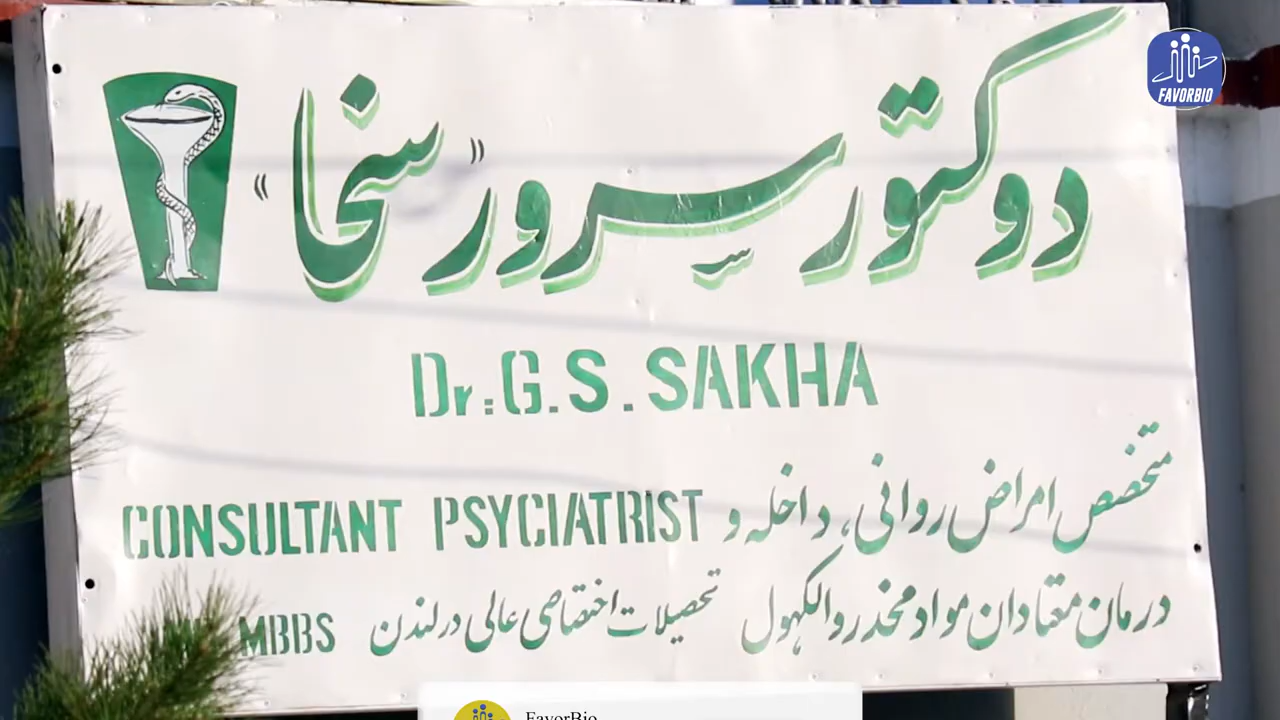 FAVORBIO
دوکتور سرور «سخا»
Dr. G. S. SAKHA
متخصص امراض روانی، داخله و
CONSULTANT PSYCIATRIST
درمان معتادان مواد مخدر و الکهول
تحصیلات اختصاصی عالی در لندن
MBBS
FavorBio